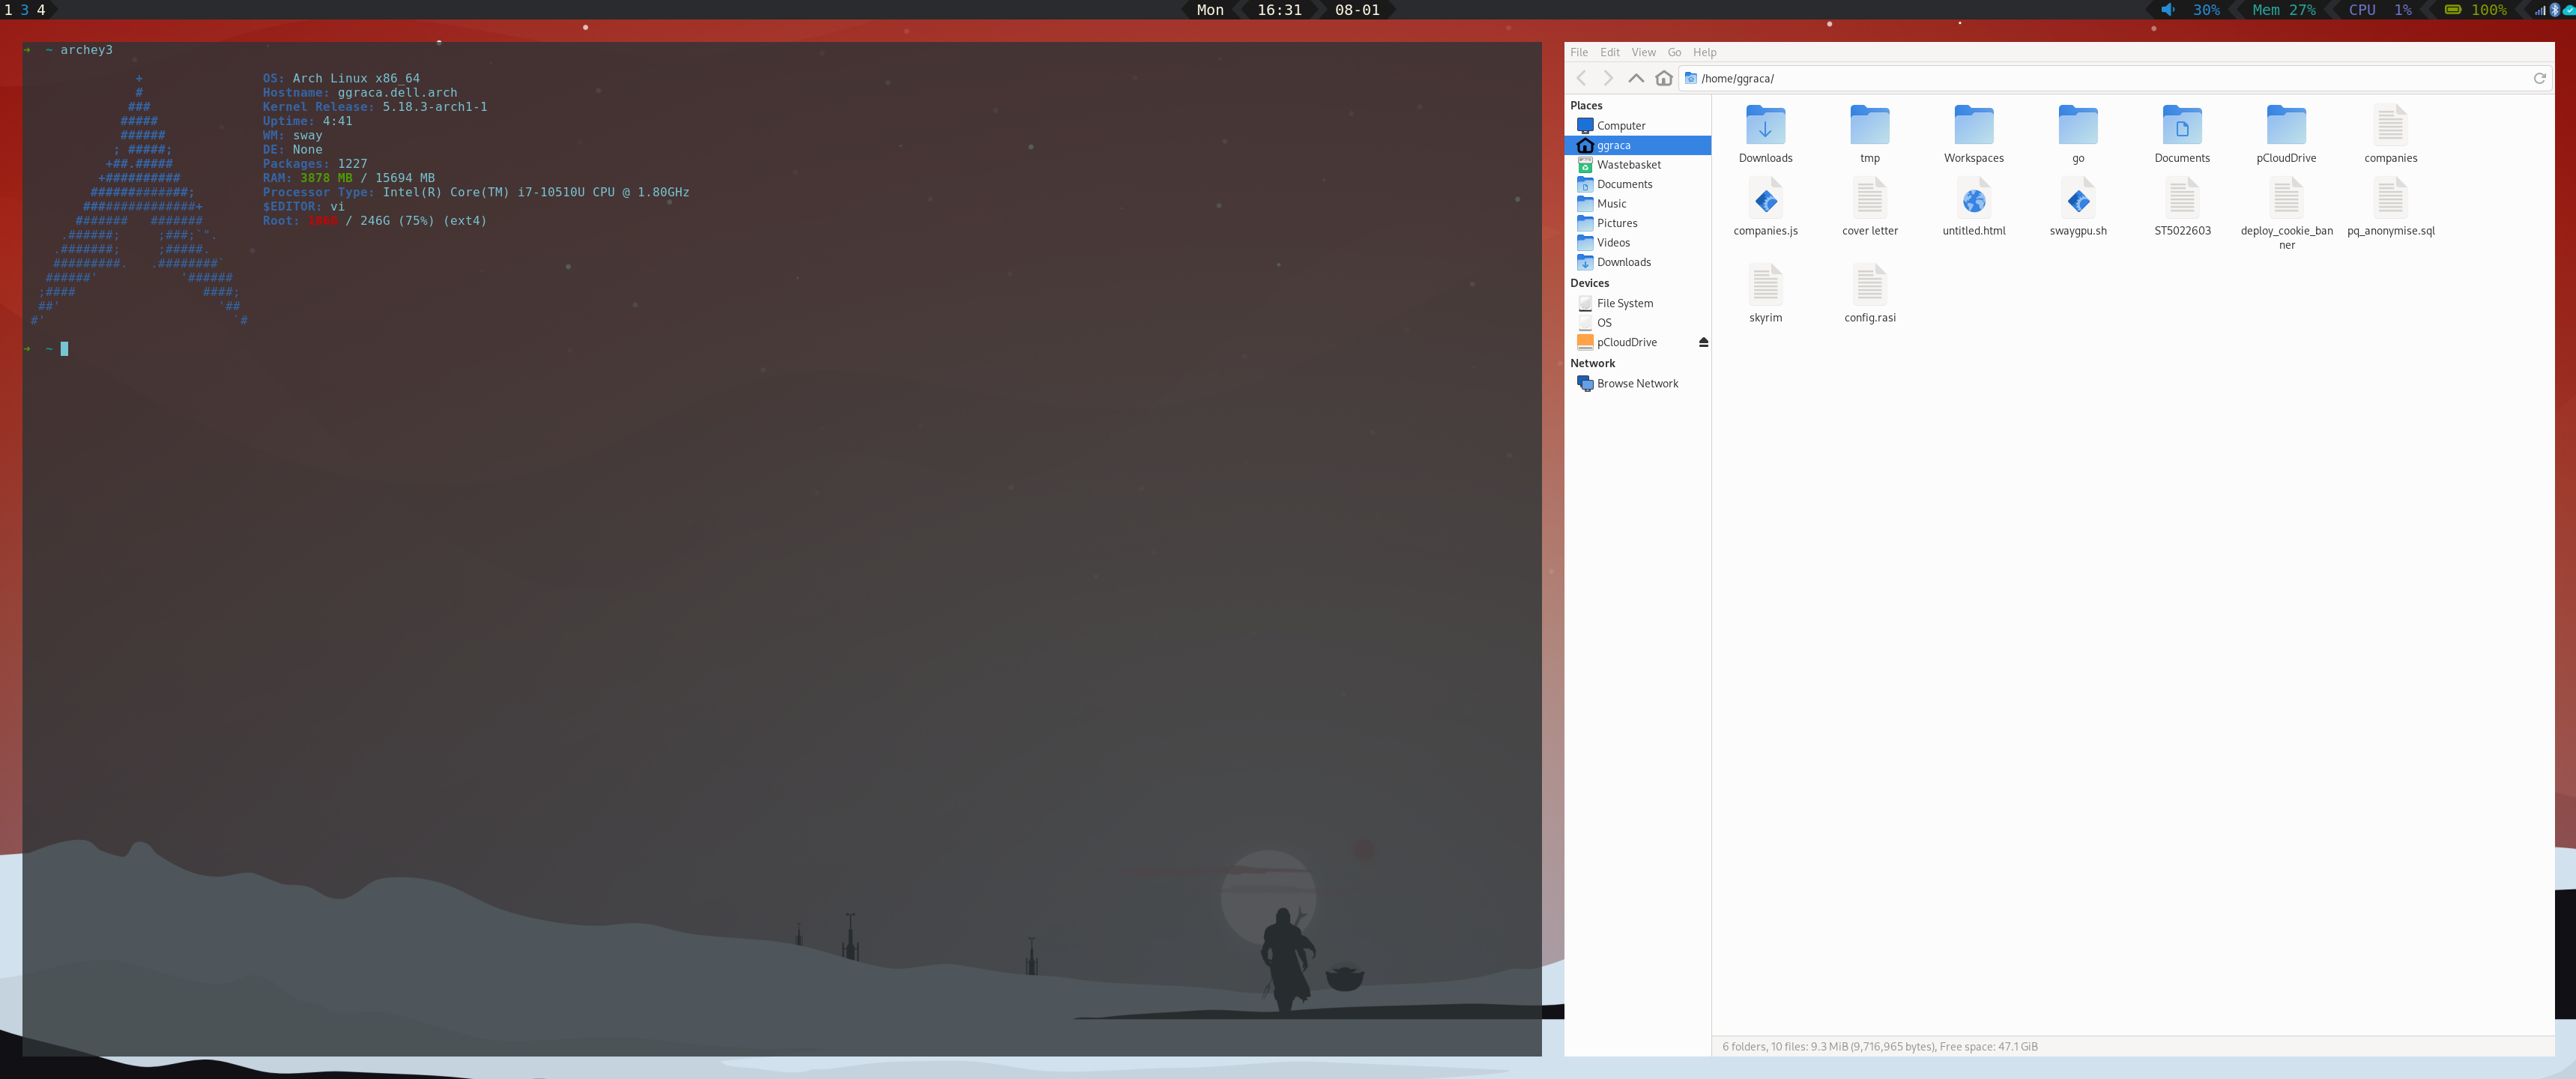 1 3 4
Mon 16:31 08-01
30% Mem 27% CPU 1% 100%
→ ~ archey3
+
#
###
#####
######
; #####;
+##.#####
+##########
#############;
###############+
####### #######
.######; ;###;`".
.#######; ;#####.
#########. .########`
######' '######
;#### ####;
##' '##
#' `#
OS: Arch Linux x86_64
Hostname: ggraca.dell.arch
Kernel Release: 5.18.3-arch1-1
Uptime: 4:41
WM: sway
DE: None
Packages: 1227
RAM: 3878 MB / 15694 MB
Processor Type: Intel(R) Core(TM) i7-10510U CPU @ 1.80GHz
$EDITOR: vi
Root: / 246G (75%) (ext4)
→ ~
File Edit View Go Help
/home/ggraca/
Places
Computer
ggraca
Wastebasket
Documents
Music
Pictures
Videos
Downloads
Devices
File System
OS
pCloudDrive
Network
Browse Network
Downloads tmp Workspaces go Documents pCloudDrive companies
companies.js cover letter untitled.html swaygpu.sh ST5022603 deploy_cookie_ban pq_anonymise.sql
ner
skyrim config.rasi
6 folders, 10 files: 9.3 MiB (9,716,965 bytes), Free space: 47.1 GiB